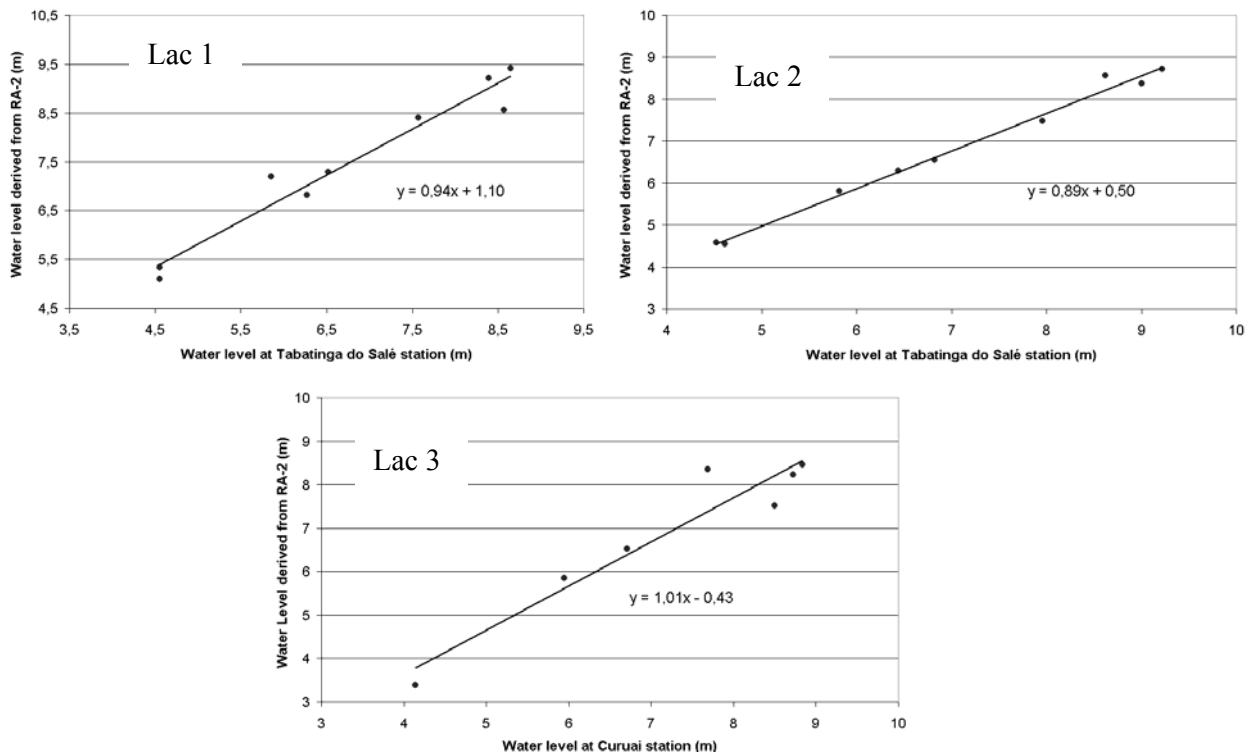 Lac 1
Water level derived from RA-2 (m)
10,5
9,5
8,5
7,5
6,5
5,5
4,5
y = 0,94x + 1,10
3,5 4,5 5,5 6,5 7,5 8,5 9,5
Water level at Tabatinga do Salé station (m)
Lac 2
Water level derived from RA-2 (m)
10
9
8
7
6
5
4
3
y = 0,89x + 0,50
4 5 6 7 8 9 10
Water level at Tabatinga do Salé station (m)
Lac 3
Water Level derived from RA-2 (m)
10
9
8
7
6
5
4
3
y = 1,01x - 0,43
3 4 5 6 7 8 9 10
Water level at Curuai station (m)